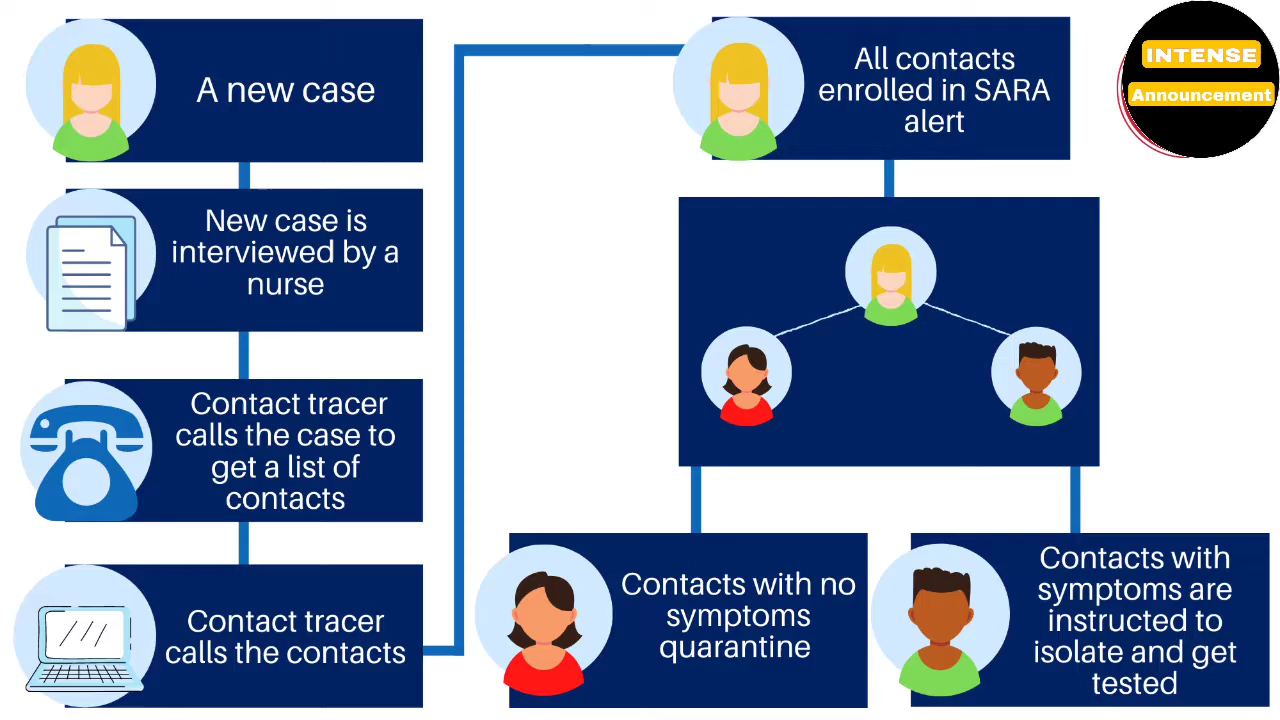 A new case
New case is
interviewed by a
nurse
Contact tracer
calls the case to
get a list of
contacts
Contact tracer
calls the contacts
All contacts
enrolled in SARA
alert
Contacts with no
symptoms
quarantine
Contacts with
symptoms are
instructed to
isolate and get
tested
INTENSE
Announcement